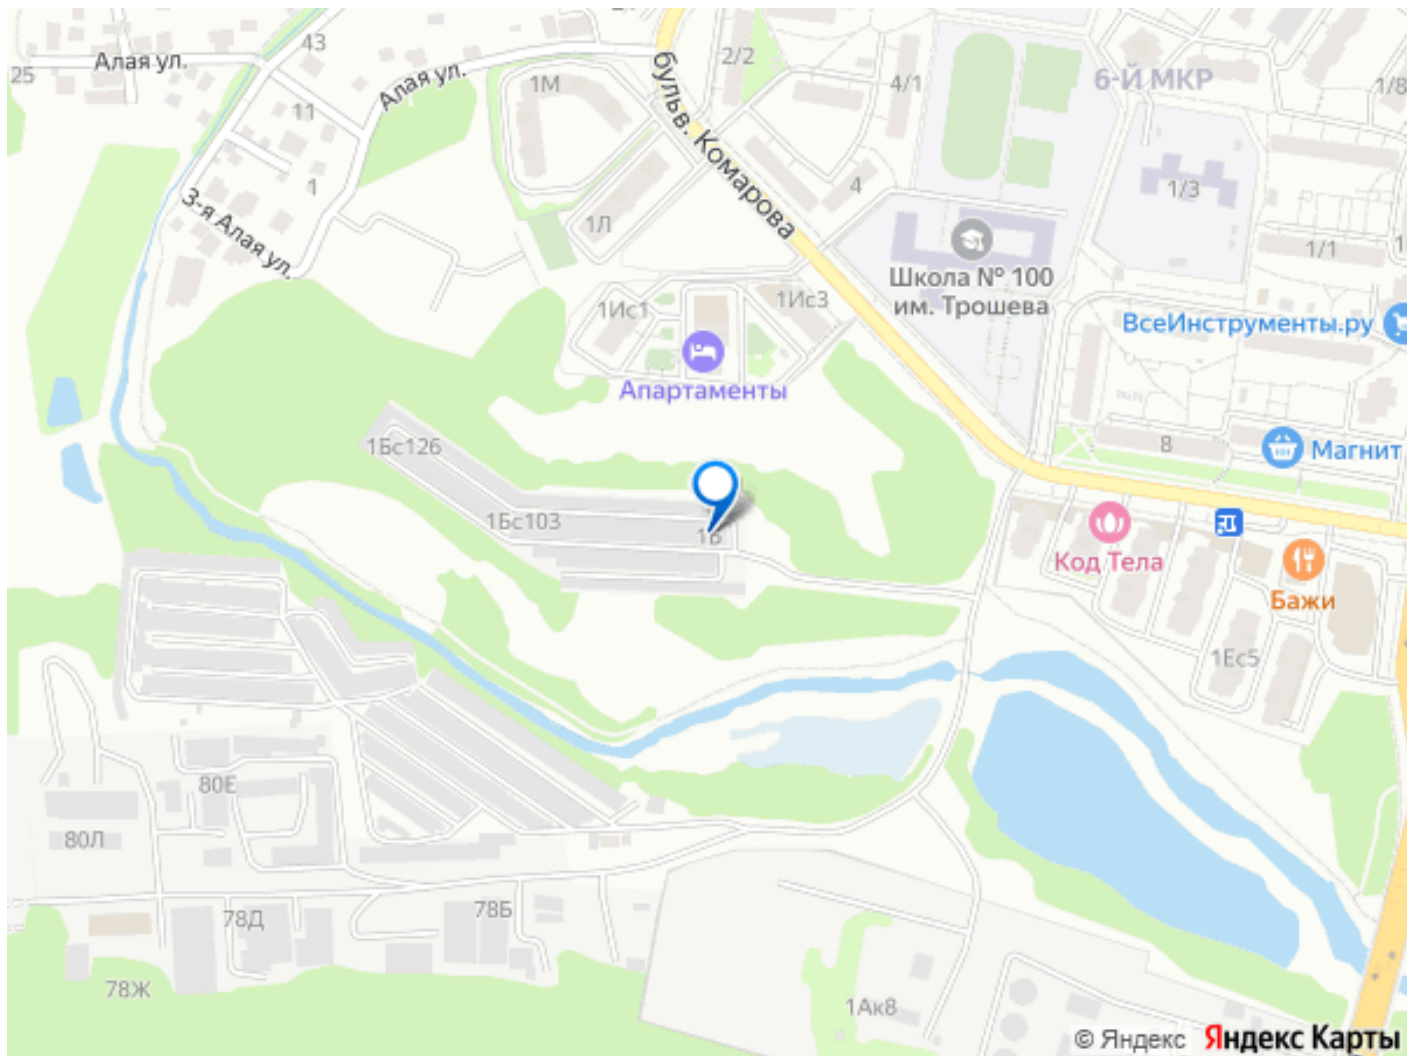 43
2/2
Алая ул.
25
Алая ул.
1М
4/1
6-Й МКР
1/8
11
бульв. Комарова
1
4
1/3
3-я Алая ул.
1Л
Школа № 100
им. Трошева
1/1
1Ис1
1Ис3
ВсеИнструменты.ру
Апартаменты
1Бс126
8
Магнит
1Бс103
1Б
Код Тела
Бажи
1Ес5
80Е
80Л
78Д
78Б
78Ж
1Ак8
© Яндекс Яндекс Карты